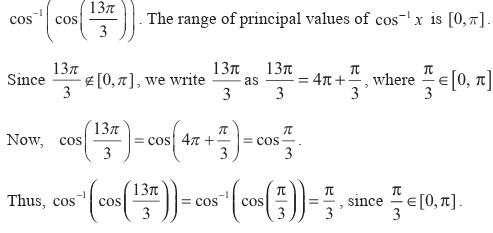 cos⁻¹(cos(13π/3)). The range of principal values of cos⁻¹ x is [0, π].
Since 13π/3 ∉ [0, π], we write 13π/3 as 13π/3 = 4π + π/3, where π/3 ∈ [0, π]
Now, cos(13π/3) = cos(4π + π/3) = cos π/3.
Thus, cos⁻¹(cos(13π/3)) = cos⁻¹(cos(π/3)) = π/3, since π/3 ∈ [0, π].